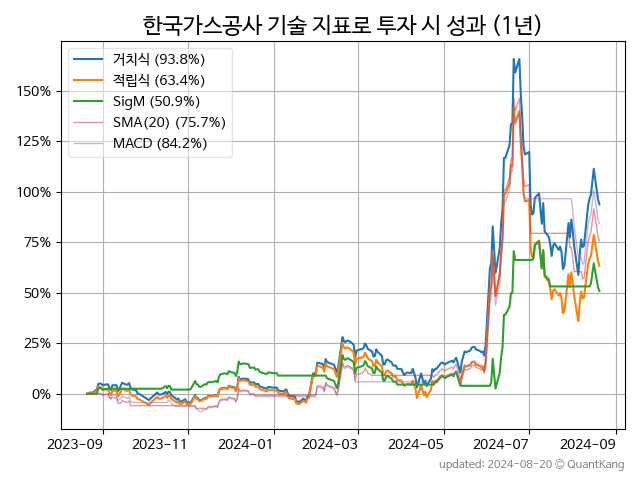 한국가스공사 기술 지표로 투자 시 성과 (1년)
거치식 (93.8%)
적립식 (63.4%)
SigM (50.9%)
SMA(20) (75.7%)
MACD (84.2%)
150%
125%
100%
75%
50%
25%
0%
2023-09 2023-11 2024-01 2024-03 2024-05 2024-07 2024-09
updated: 2024-08-20 © QuantKang